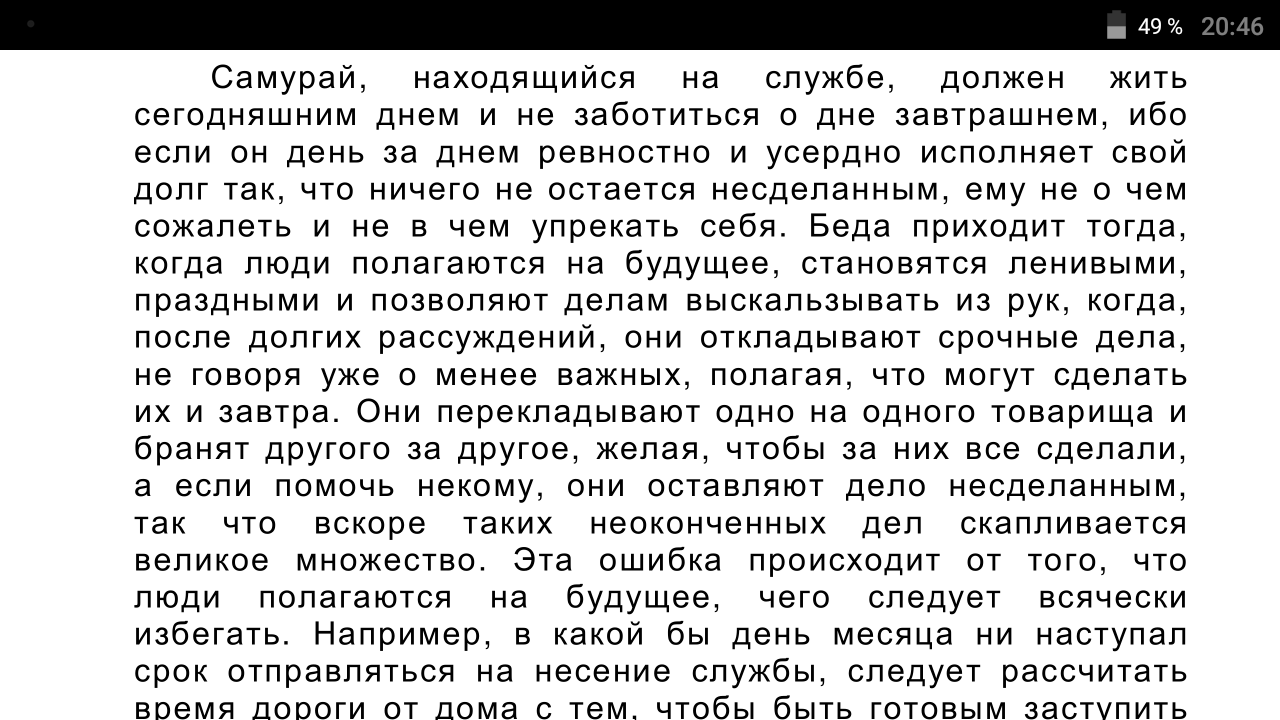 49 % 20:46
Самурай, находящийся на службе, должен жить
сегодняшним днем и не заботиться о дне завтрашнем, ибо
если он день за днем ревностно и усердно исполняет свой
долг так, что ничего не остается несделанным, ему не о чем
сожалеть и не в чем упрекать себя. Беда приходит тогда,
когда люди полагаются на будущее, становятся ленивыми,
праздными и позволяют делам выскальзывать из рук, когда,
после долгих рассуждений, они откладывают срочные дела,
не говоря уже о менее важных, полагая, что могут сделать
их и завтра. Они перекладывают одно на одного товарища и
бранят другого за другое, желая, чтобы за них все сделали,
а если помочь некому, они оставляют дело несделанным,
так что вскоре таких неоконченных дел скапливается
великое множество. Эта ошибка происходит от того, что
люди полагаются на будущее, чего следует всячески
избегать. Например, в какой бы день месяца ни наступал
срок отправляться на несение службы, следует рассчитать
время дороги от дома с тем, чтобы быть готовым заступить